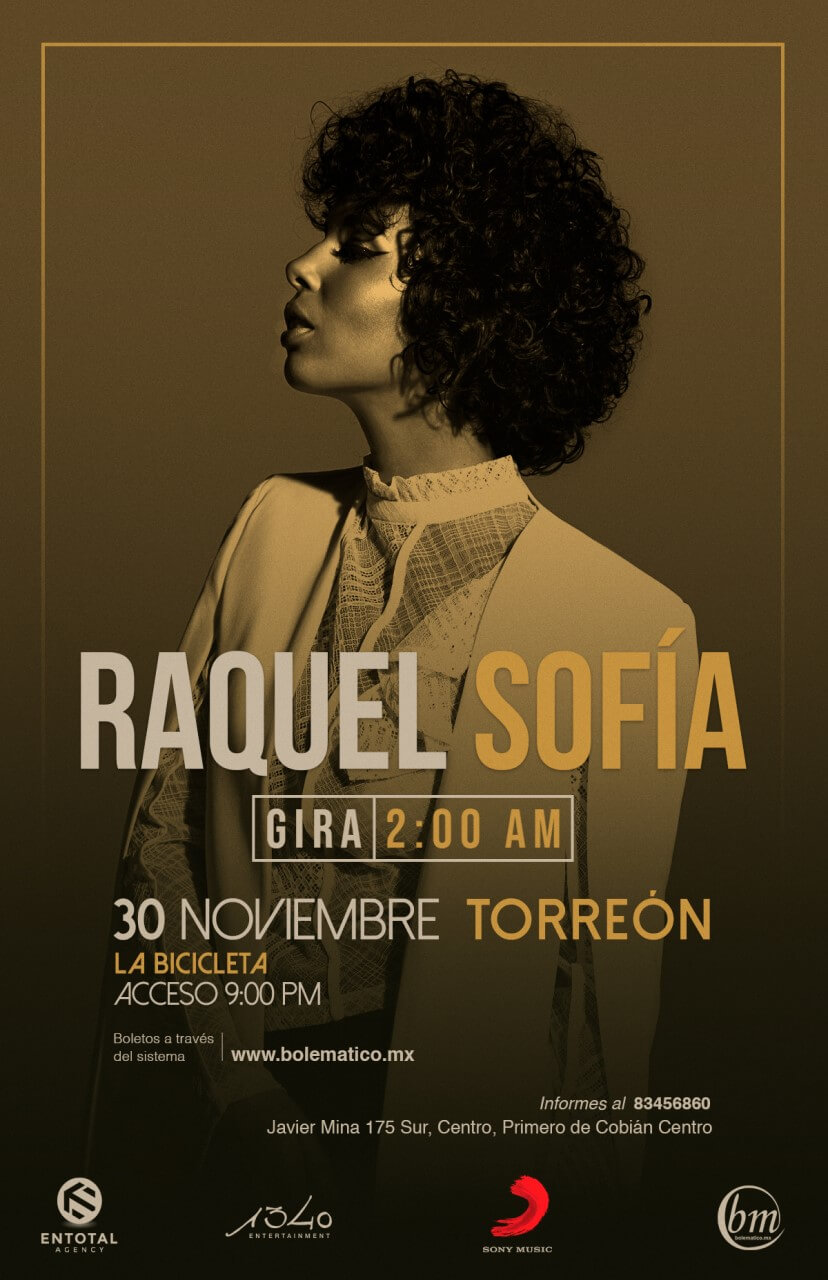 RAQUEL SOFÍA
GIRA 2:00 AM
30 NOVIEMBRE TORREÓN
LA BICICLETA
ACCESO 9:00 PM
Boletos a través
del sistema
www.bolematico.mx
Informes al 83456860
Javier Mina 175 Sur, Centro, Primero de Cobián Centro
ENTOTAL
AGENCY
1340
ENTERTAINMENT
SONY MUSIC
bm
bolematico.mx